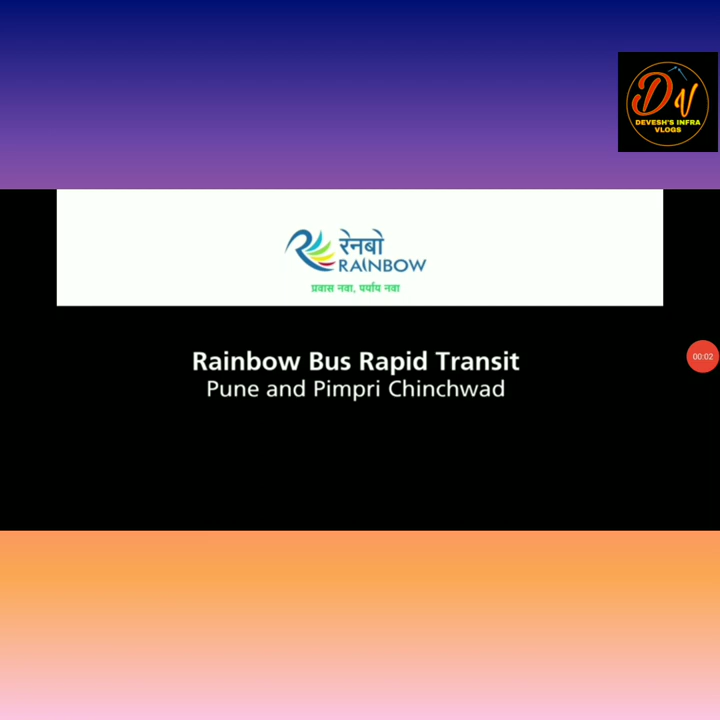 DV
DEVESH'S INFRA
VLOGS
रेनबो
RAINBOW
प्रवास नवा, पर्याय नवा
Rainbow Bus Rapid Transit
Pune and Pimpri Chinchwad
00:02